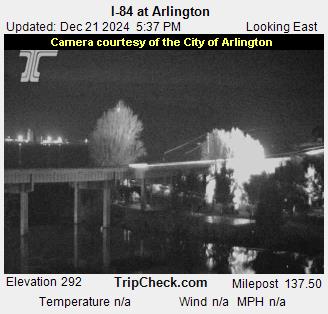 I-84 at Arlington
Updated: Dec 21 2024 5:37 PM Looking East
Camera courtesy of the City of Arlington
Elevation 292 TripCheck.com Milepost 137.50
Temperature n/a Wind n/a MPH n/a